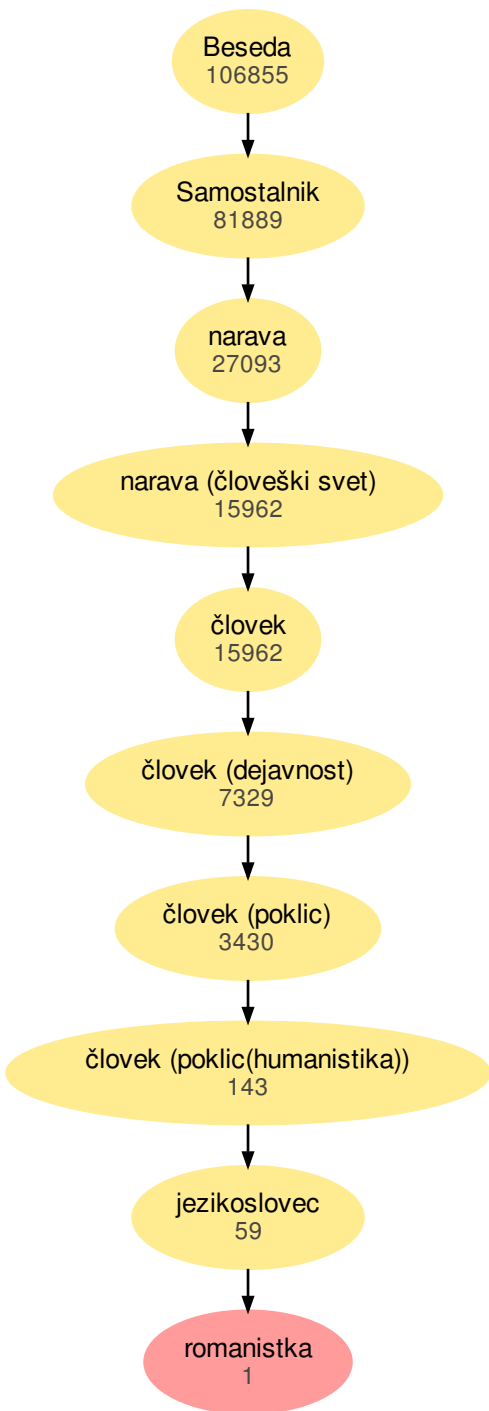 Beseda
106855
Samostalnik
81889
narava
27093
narava (človeški svet)
15962
človek
15962
človek (dejavnost)
7329
človek (poklic)
3430
človek (poklic(humanistika))
143
jezikoslovec
59
romanistka
1